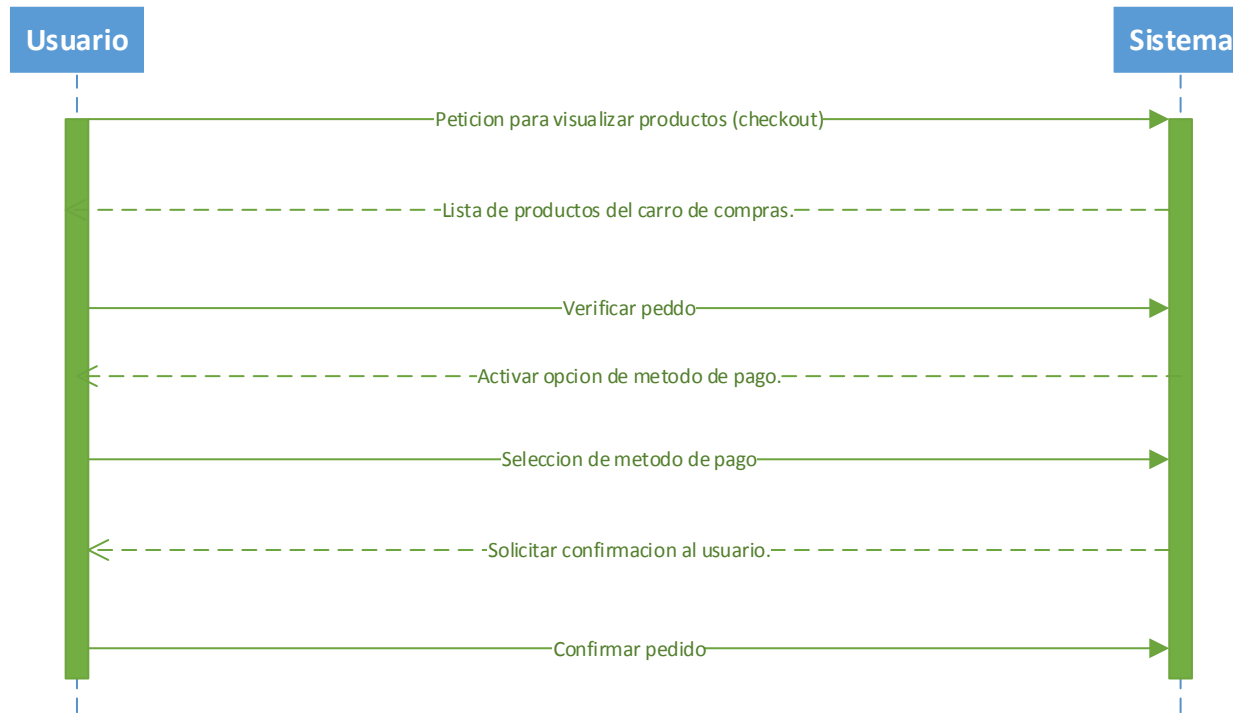 Usuario
Sistema
Peticion para visualizar productos (checkout)
Lista de productos del carro de compras.
Verificar peddo
Activar opcion de metodo de pago.
Seleccion de metodo de pago
Solicitar confirmacion al usuario.
Confirmar pedido